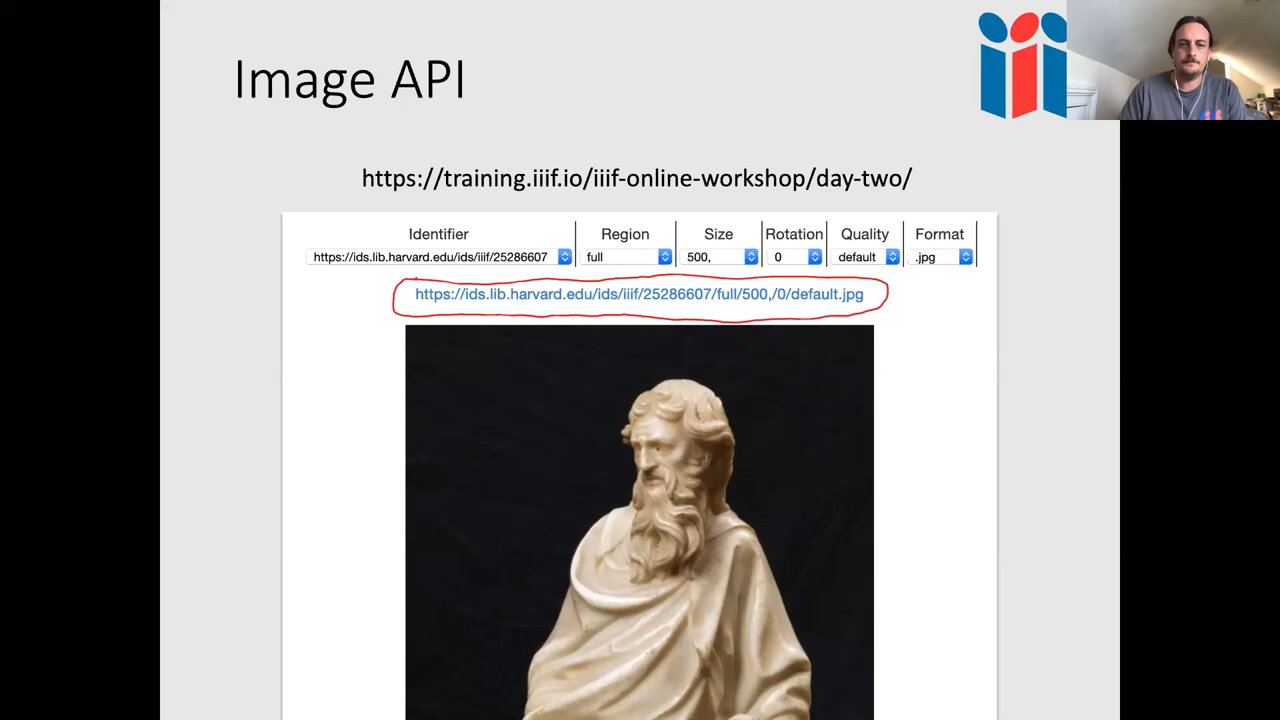 Image API
https://training.iiif.io/iiif-online-workshop/day-two/
Identifier Region Size Rotation Quality Format
https://ids.lib.harvard.edu/ids/iiif/25286607 full 500, 0 default .jpg
https://ids.lib.harvard.edu/ids/iiif/25286607/full/500,/0/default.jpg